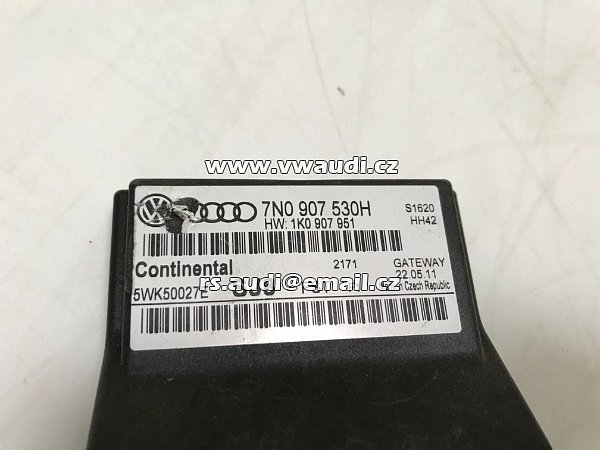 www.vwaudi.cz
7N0 907 530H S1620
HW: 1K0 907 951 HH42
Continental 2171 GATEWAY
22.05.11
rs.audi@email.cz
5WK50027E Czech Republic